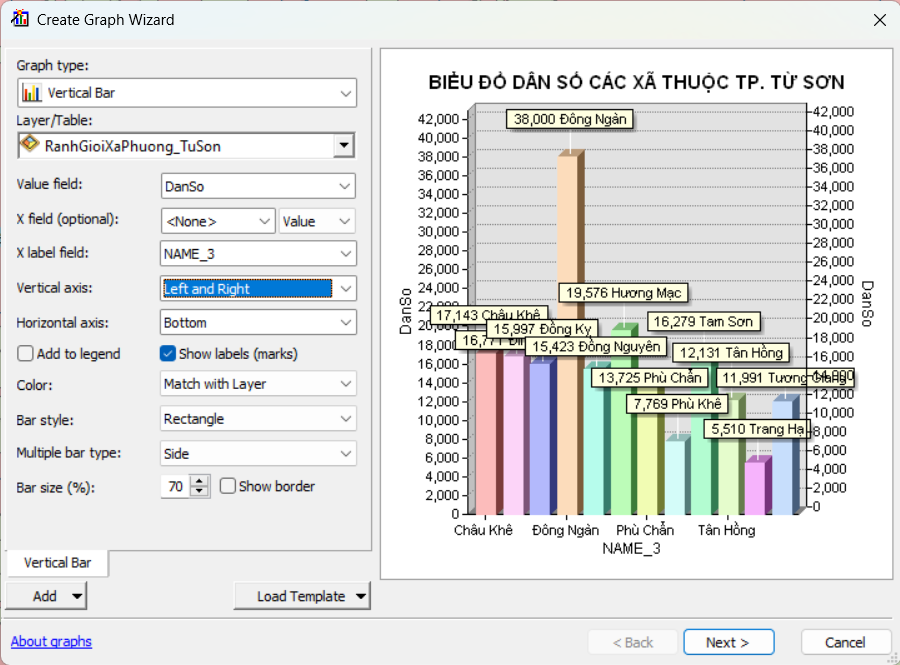 Create Graph Wizard
Graph type:
Vertical Bar
Layer/Table:
RanhGioiXaPhuong_TuSon
Value field:
DanSo
X field (optional):
<None>
Value
X label field:
NAME_3
Vertical axis:
Left and Right
Horizontal axis:
Bottom
Add to legend
Show labels (marks)
Color:
Match with Layer
Bar style:
Rectangle
Multiple bar type:
Side
Bar size (%):
70
Show border
Vertical Bar
Add
Load Template
About graphs
< Back
Next >
Cancel
BIỂU ĐỒ DÂN SỐ CÁC XÃ THUỘC TP. TỪ SƠN
42,000
40,000
38,000
36,000
34,000
32,000
30,000
28,000
26,000
24,000
22,000
20,000
18,000
16,000
14,000
12,000
10,000
8,000
6,000
4,000
2,000
0
DanSo
38,000 Đông Ngàn
19,576 Hương Mạc
17,143 Châu Khê
15,997 Đồng Kỵ
16,279 Tam Sơn
16,771
15,423 Đồng Nguyên
12,131 Tân Hồng
13,725 Phù Chẩn
11,991 Tương Giang
7,769 Phù Khê
5,510 Trang Hạ
42,000
40,000
38,000
36,000
34,000
32,000
30,000
28,000
26,000
24,000
22,000
20,000
18,000
16,000
14,000
12,000
10,000
8,000
6,000
4,000
2,000
0
DanSo
Châu Khê
Đông Ngàn
Phù Chẩn
Tân Hồng
NAME_3